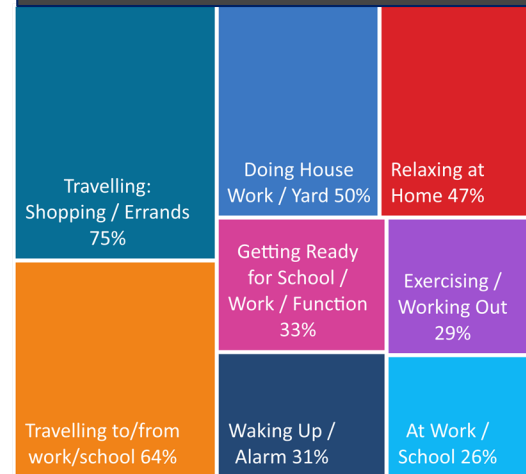 Travelling:
Shopping / Errands
75%
Doing House
Work / Yard 50%
Relaxing at
Home 47%
Getting Ready
for School /
Work / Function
33%
Exercising /
Working Out
29%
Travelling to/from
work/school 64%
Waking Up /
Alarm 31%
At Work /
School 26%